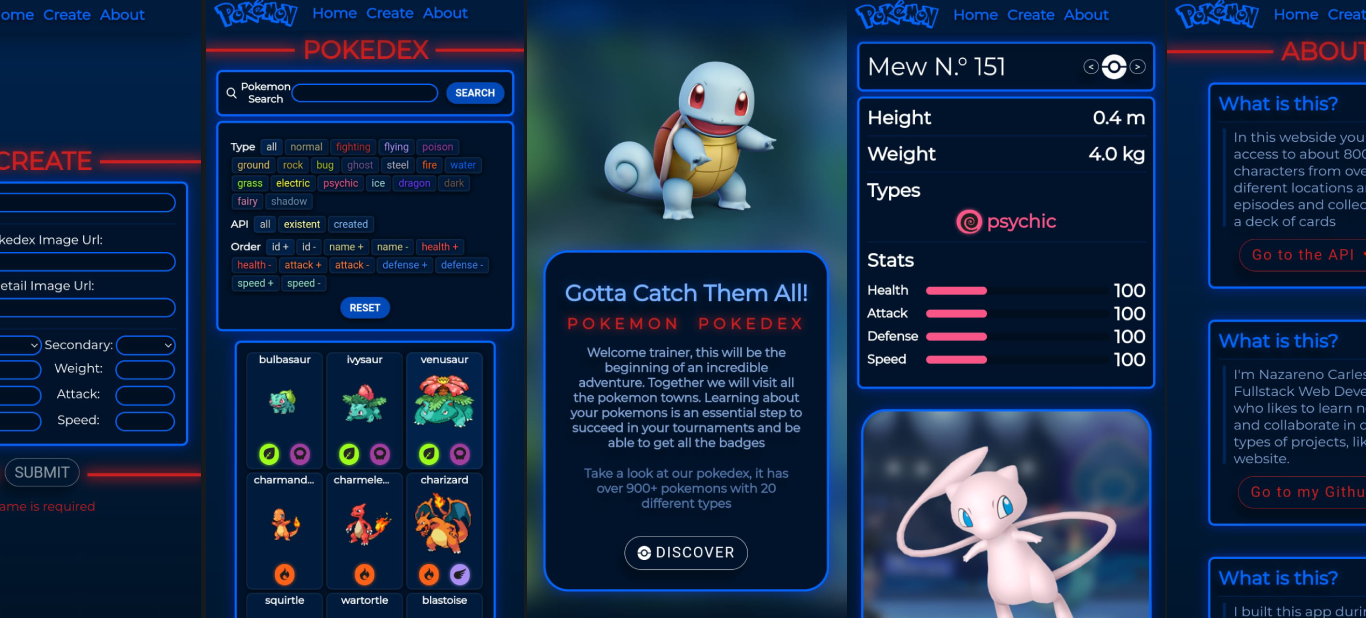 ome Create About
CREATE
kedex Image Url:
etail Image Url:
Secondary:
Weight:
Attack:
Speed:
SUBMIT
ame is required
POKÉMON Home Create About
POKEDEX
Pokemon
Search
SEARCH
Type all normal fighting flying poison
ground rock bug ghost steel fire water
grass electric psychic ice dragon dark
fairy shadow
API all existent created
Order id + id - name + name - health +
health - attack + attack - defense + defense -
speed + speed -
RESET
bulbasaur ivysaur venusaur
charmand... charmele... charizard
squirtle wartortle blastoise
Gotta Catch Them All!
POKEMON POKEDEX
Welcome trainer, this will be the
beginning of an incredible
adventure. Together we will visit all
the pokemon towns. Learning about
your pokemons is an essential step to
succeed in your tournaments and be
able to get all the badges
Take a look at our pokedex, it has
over 900+ pokemons with 20
different types
DISCOVER
POKÉMON Home Create About
Mew N.° 151
< >
Height 0.4 m
Weight 4.0 kg
Types
psychic
Stats
Health 100
Attack 100
Defense 100
Speed 100
POKÉMON Home Creat
ABOUT
What is this?
In this webside you
access to about 800
characters from ove
diferent locations a
episodes and collec
a deck of cards
Go to the API
What is this?
I'm Nazareno Carles
Fullstack Web Deve
who likes to learn n
and collaborate in d
types of projects, lik
website.
Go to my Githu
What is this?
I built this app durin